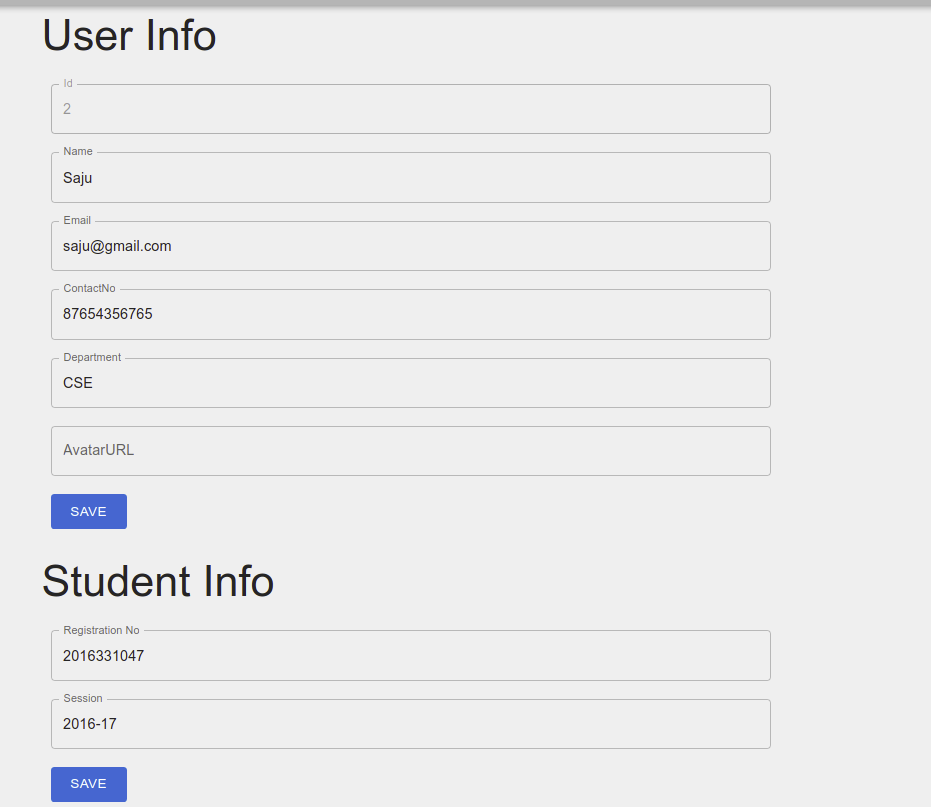 User Info
Id
2
Name
Saju
Email
saju@gmail.com
ContactNo
87654356765
Department
CSE
AvatarURL
SAVE
Student Info
Registration No
2016331047
Session
2016-17
SAVE